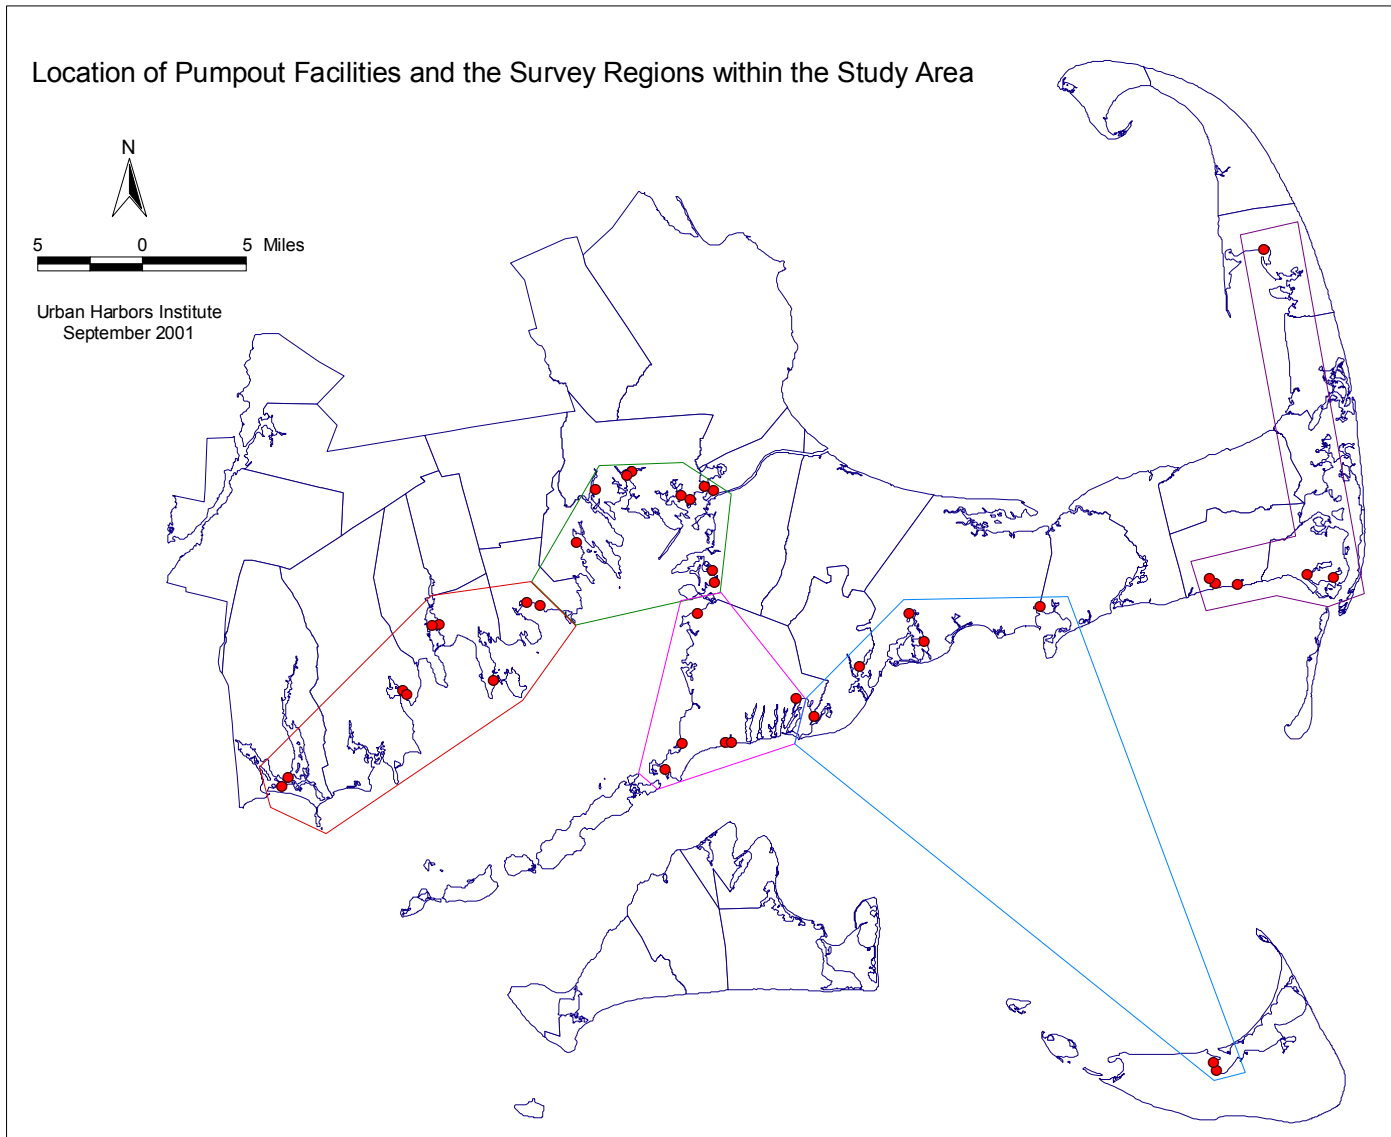 Location of Pumpout Facilities and the Survey Regions within the Study Area
N
5 0 5 Miles
Urban Harbors Institute
September 2001